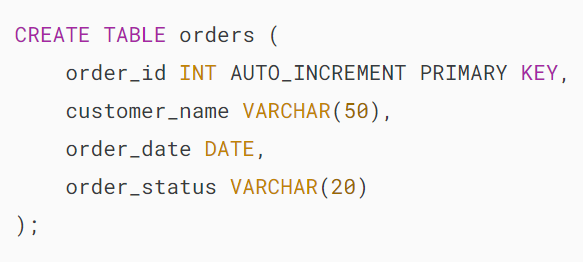 CREATE TABLE orders (
    order_id INT AUTO_INCREMENT PRIMARY KEY,
    customer_name VARCHAR(50),
    order_date DATE,
    order_status VARCHAR(20)
);